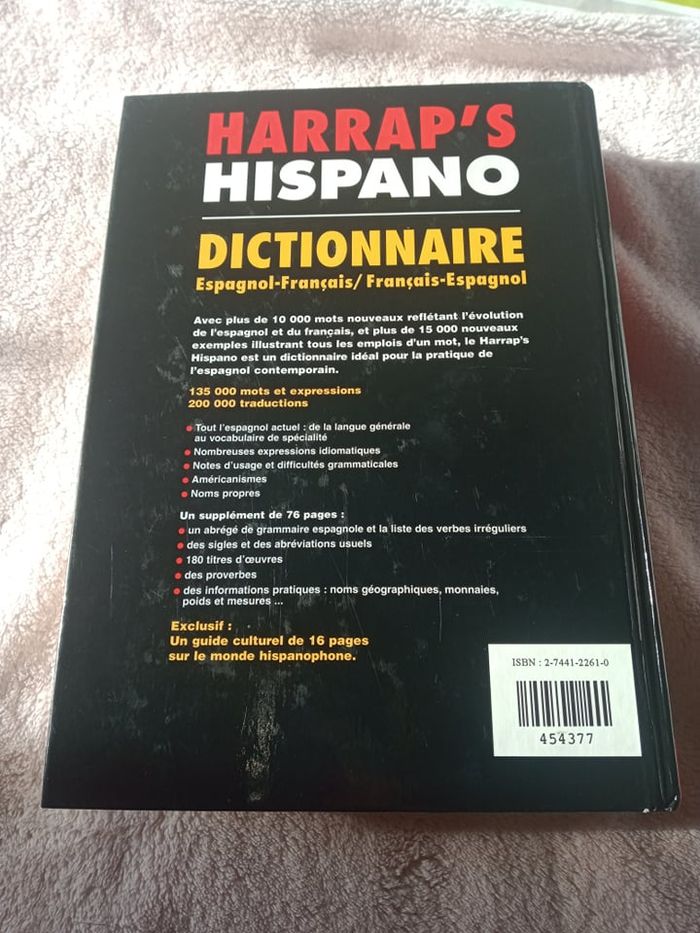 HARRAP'S
HISPANO
DICTIONNAIRE
Espagnol-Français/Français-Espagnol
Avec plus de 10 000 mots nouveaux reflétant l'évolution
de l'espagnol et du français, et plus de 15 000 nouveaux
exemples illustrant tous les emplois d'un mot, le Harrap's
Hispano est un dictionnaire idéal pour la pratique de
l'espagnol contemporain.
135 000 mots et expressions
200 000 traductions
• Tout l'espagnol actuel : de la langue générale
au vocabulaire de spécialité
• Nombreuses expressions idiomatiques
• Notes d'usage et difficultés grammaticales
• Américanismes
• Noms propres
Un supplément de 76 pages :
• un abrégé de grammaire espagnole et la liste des verbes irréguliers
• des sigles et des abréviations usuels
• 180 titres d'œuvres
• des proverbes
• des informations pratiques : noms géographiques, monnaies,
poids et mesures ...
Exclusif :
Un guide culturel de 16 pages
sur le monde hispanophone.
ISBN : 2-7441-2261-0
454377